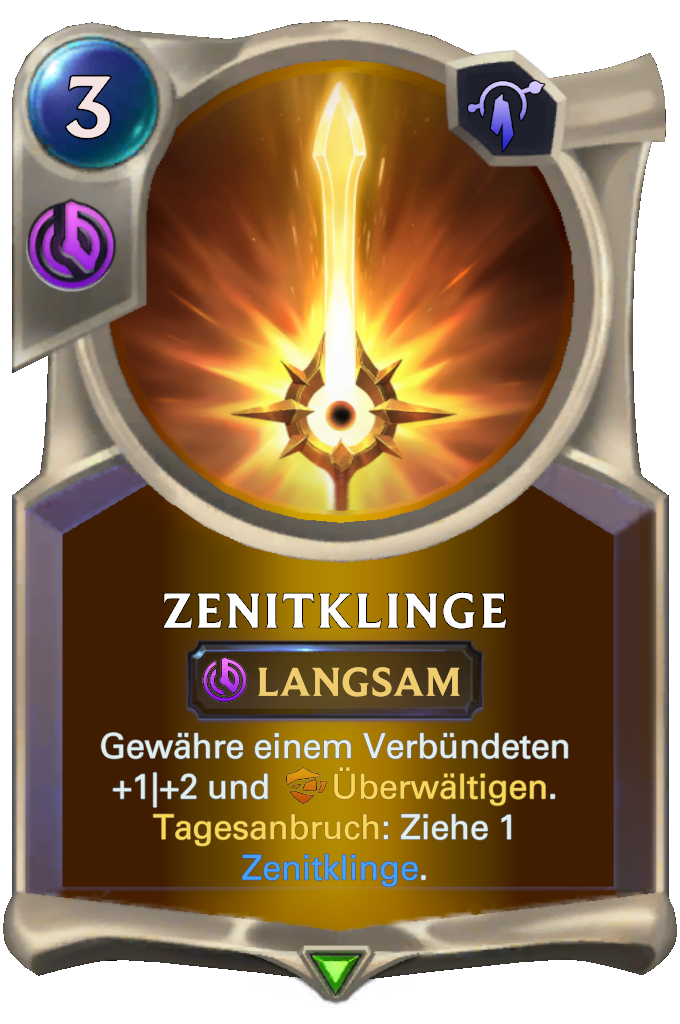 3
ZENITKLINGE
LANGSAM
Gewähre einem Verbündeten
+1|+2 und Überwältigen.
Tagesanbruch: Ziehe 1
Zenitklinge.